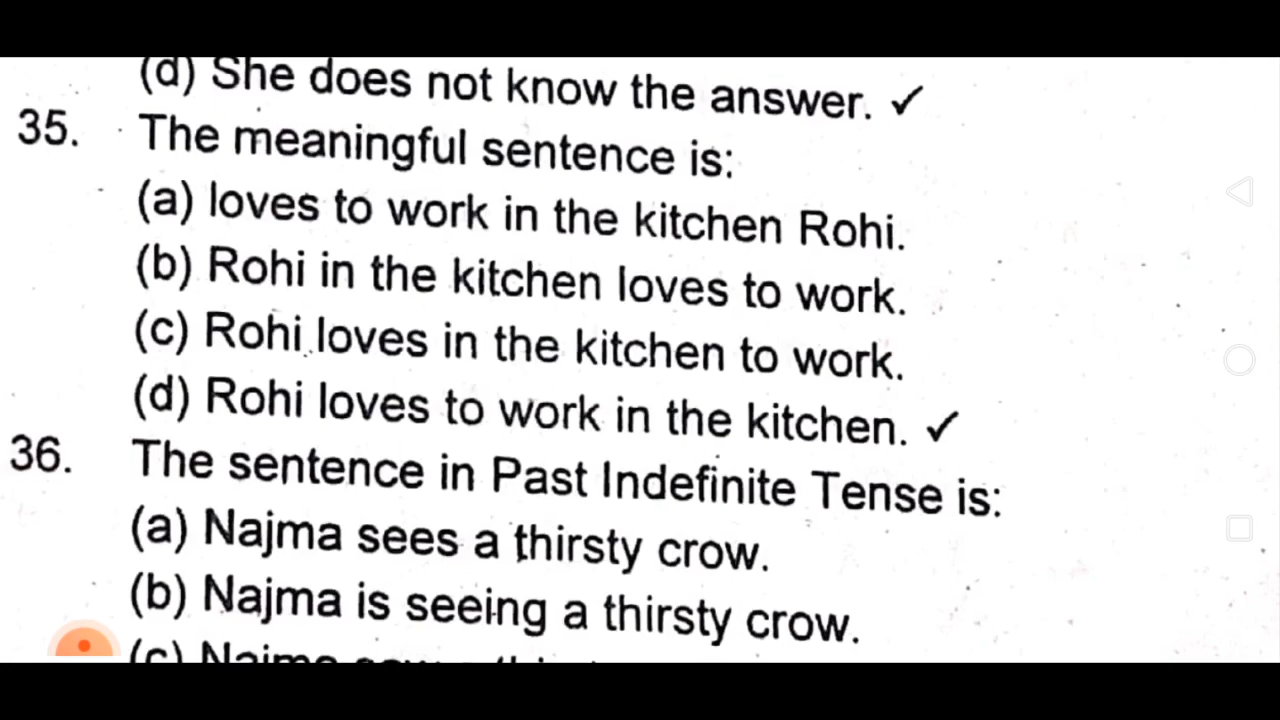 (d) She does not know the answer. ✓
35. The meaningful sentence is:
(a) loves to work in the kitchen Rohi.
(b) Rohi in the kitchen loves to work.
(c) Rohi loves in the kitchen to work.
(d) Rohi loves to work in the kitchen. ✓
36. The sentence in Past Indefinite Tense is:
(a) Najma sees a thirsty crow.
(b) Najma is seeing a thirsty crow.
(c) Najma saw a